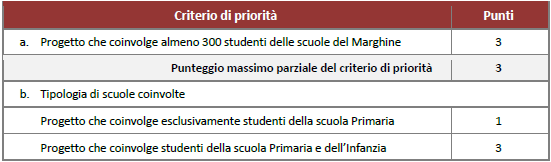 Criterio di priorità Punti
a. Progetto che coinvolge almeno 300 studenti delle scuole del Marghine 3
Punteggio massimo parziale del criterio di priorità 3
b. Tipologia di scuole coinvolte
Progetto che coinvolge esclusivamente studenti della scuola Primaria 1
Progetto che coinvolge studenti della scuola Primaria e dell'Infanzia 3